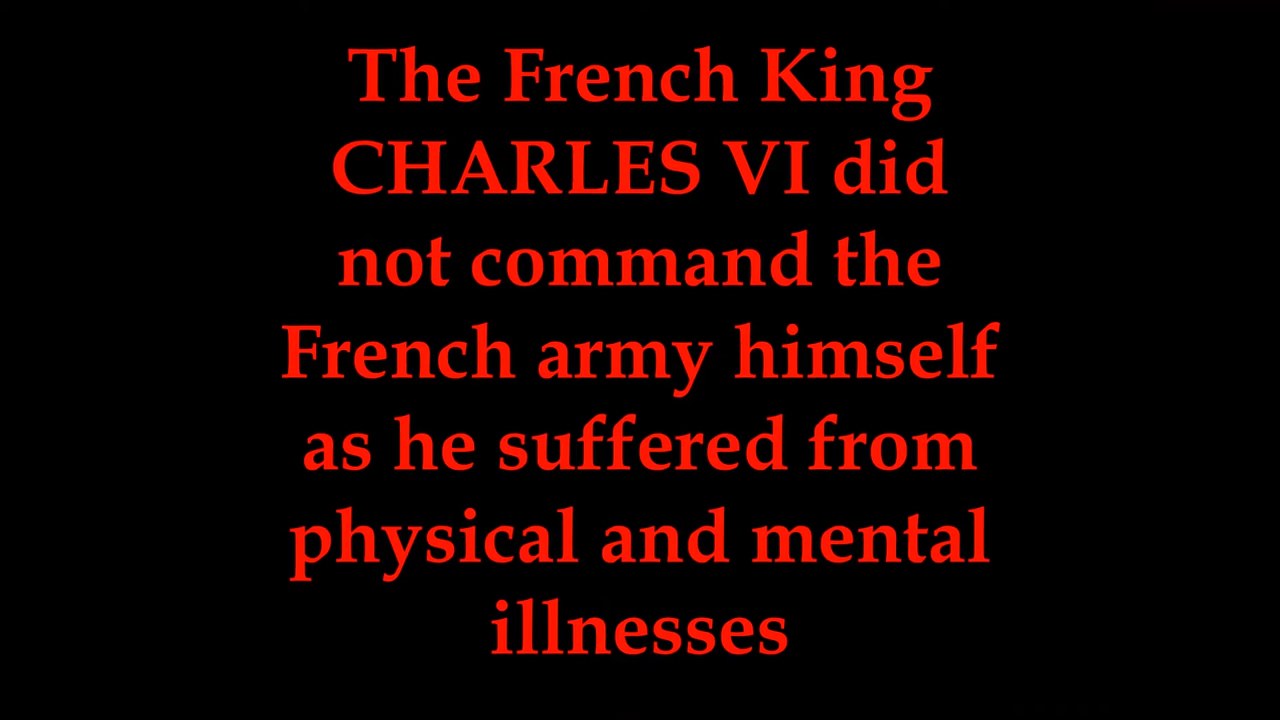 The French King
CHARLES VI did
not command the
French army himself
as he suffered from
physical and mental
illnesses